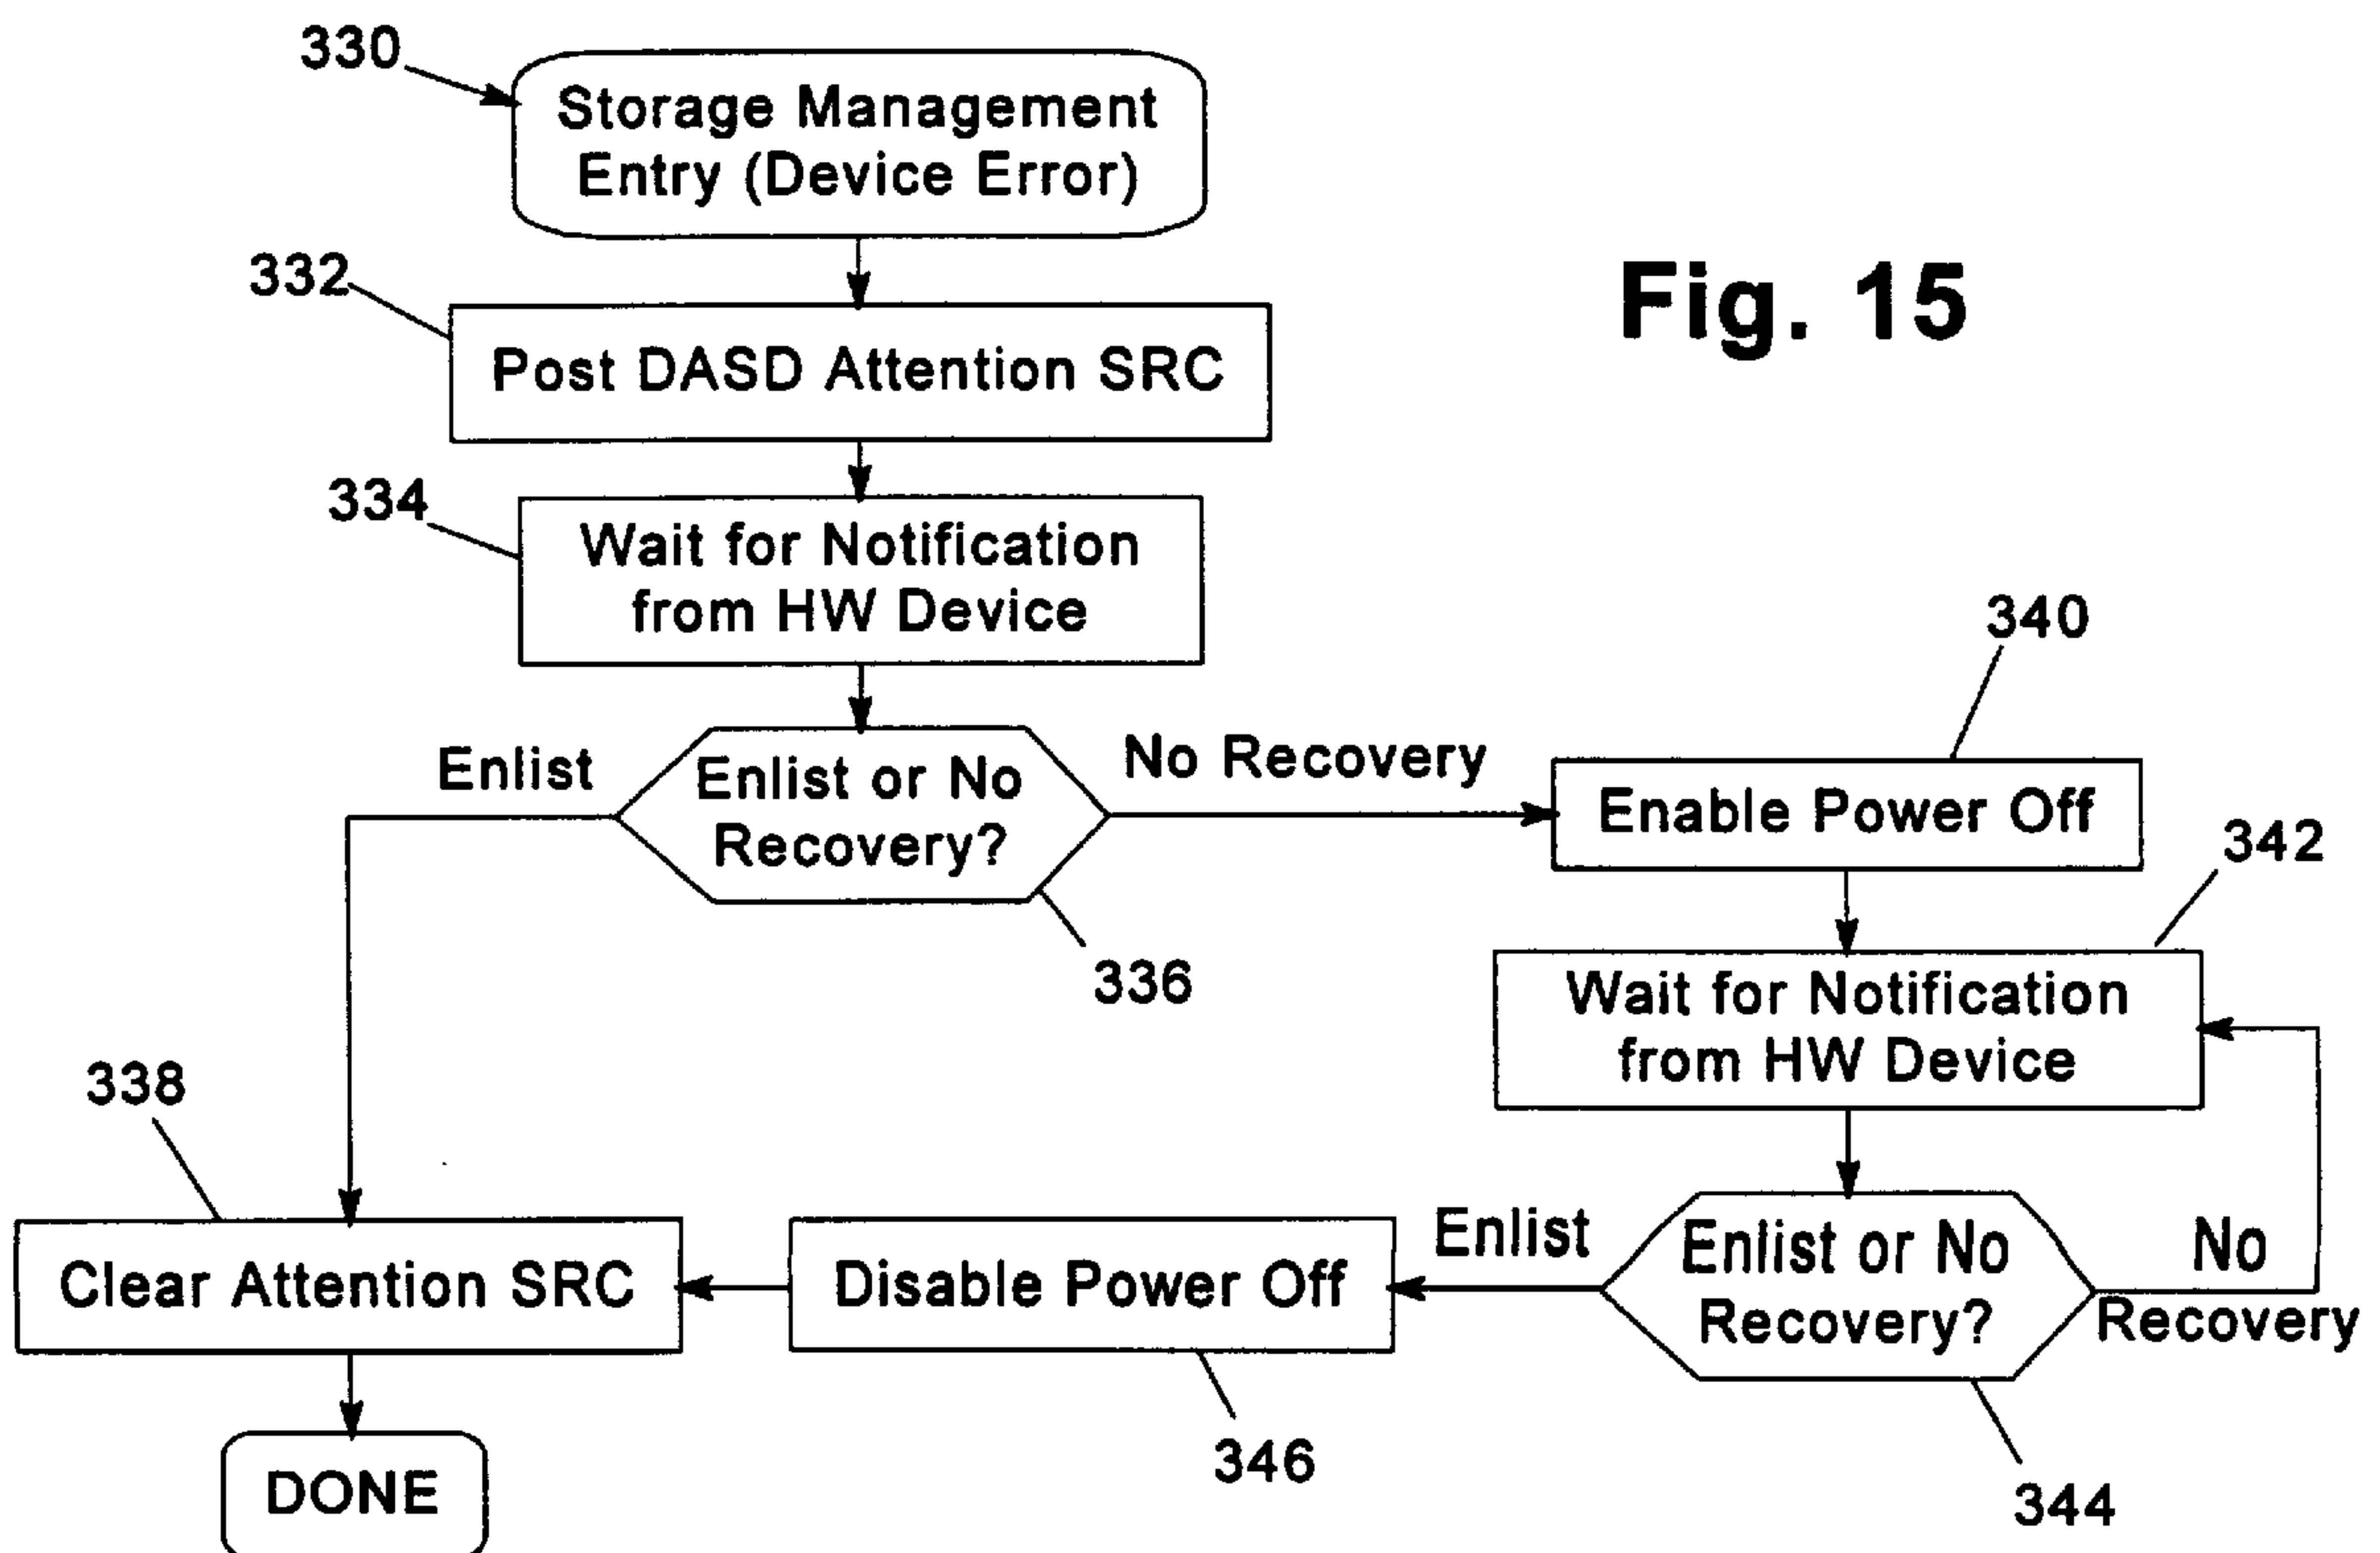 330
Storage Management
Entry (Device Error)
332
Fig. 15
Post DASD Attention SRC
334
Wait for Notification
from HW Device
340
Enlist
Enlist or No
Recovery?
No Recovery
Enable Power Off
342
336
Wait for Notification
from HW Device
338
Clear Attention SRC
Disable Power Off
Enlist
Enlist or No
Recovery?
No
Recovery
346
344
DONE